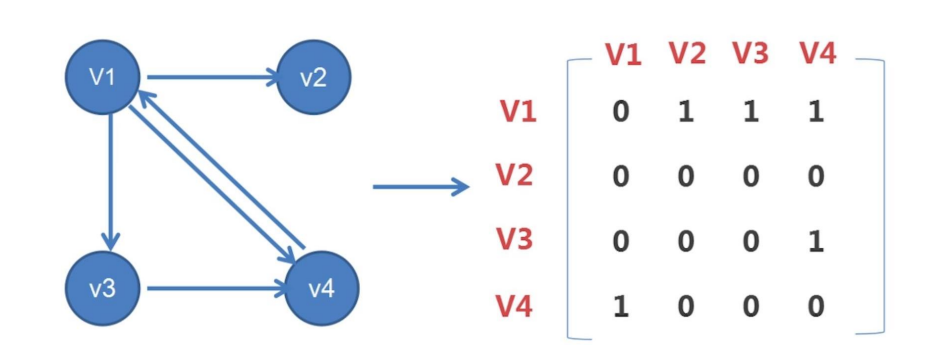 V1 v2
v3 v4
V1 V2 V3 V4
V1 0 1 1 1
V2 0 0 0 0
V3 0 0 0 1
V4 1 0 0 0